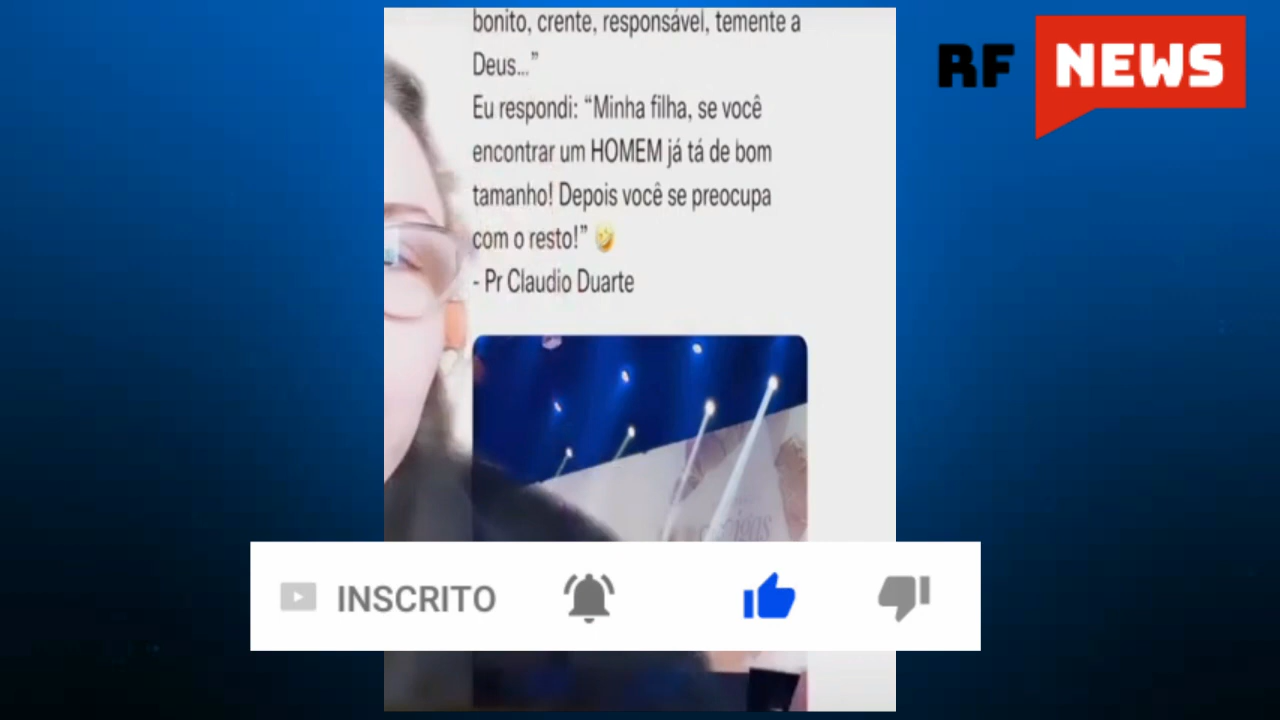 bonito, crente, responsável, temente a
Deus..."
Eu respondi: “Minha filha, se você
encontrar um HOMEM já tá de bom
tamanho! Depois você se preocupa
com o resto!” 🤣
- Pr Claudio Duarte
RF NEWS
INSCRITO